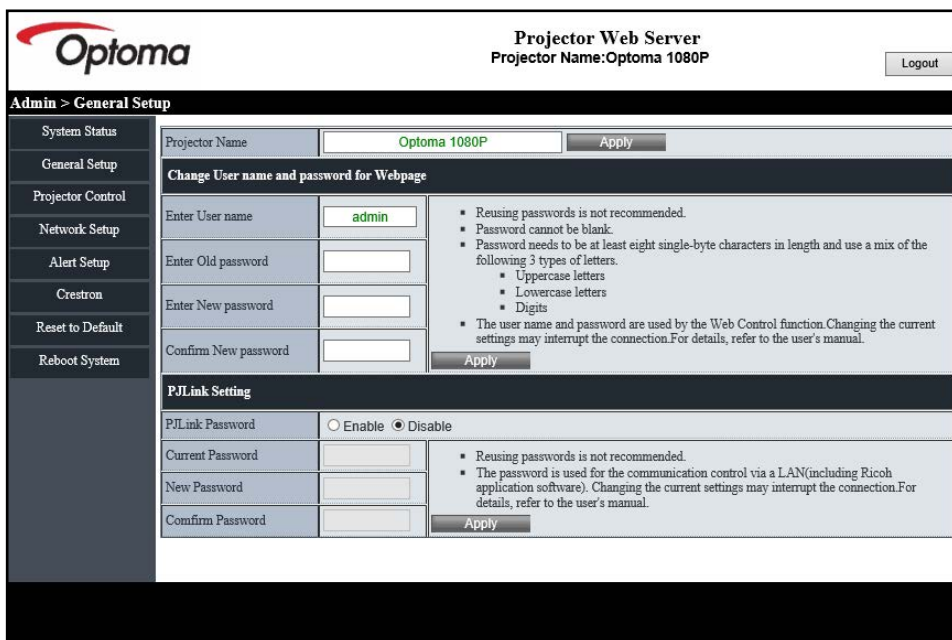 Optoma
Projector Web Server
Projector Name:Optoma 1080P
Logout
Admin > General Setup
System Status
General Setup
Projector Control
Network Setup
Alert Setup
Crestron
Reset to Default
Reboot System
Projector Name
Optoma 1080P
Apply
Change User name and password for Webpage
Enter User name
admin
Enter Old password
Enter New password
Confirm New password
▪ Reusing passwords is not recommended.
▪ Password cannot be blank.
▪ Password needs to be at least eight single-byte characters in length and use a mix of the
following 3 types of letters.
▪ Uppercase letters
▪ Lowercase letters
▪ Digits
▪ The user name and password are used by the Web Control function.Changing the current
settings may interrupt the connection.For details, refer to the user's manual.
Apply
PJLink Setting
PJLink Password
Enable
Disable
Current Password
New Password
Comfirm Password
▪ Reusing passwords is not recommended.
▪ The password is used for the communication control via a LAN(including Ricoh
application software). Changing the current settings may interrupt the connection.For
details, refer to the user's manual.
Apply